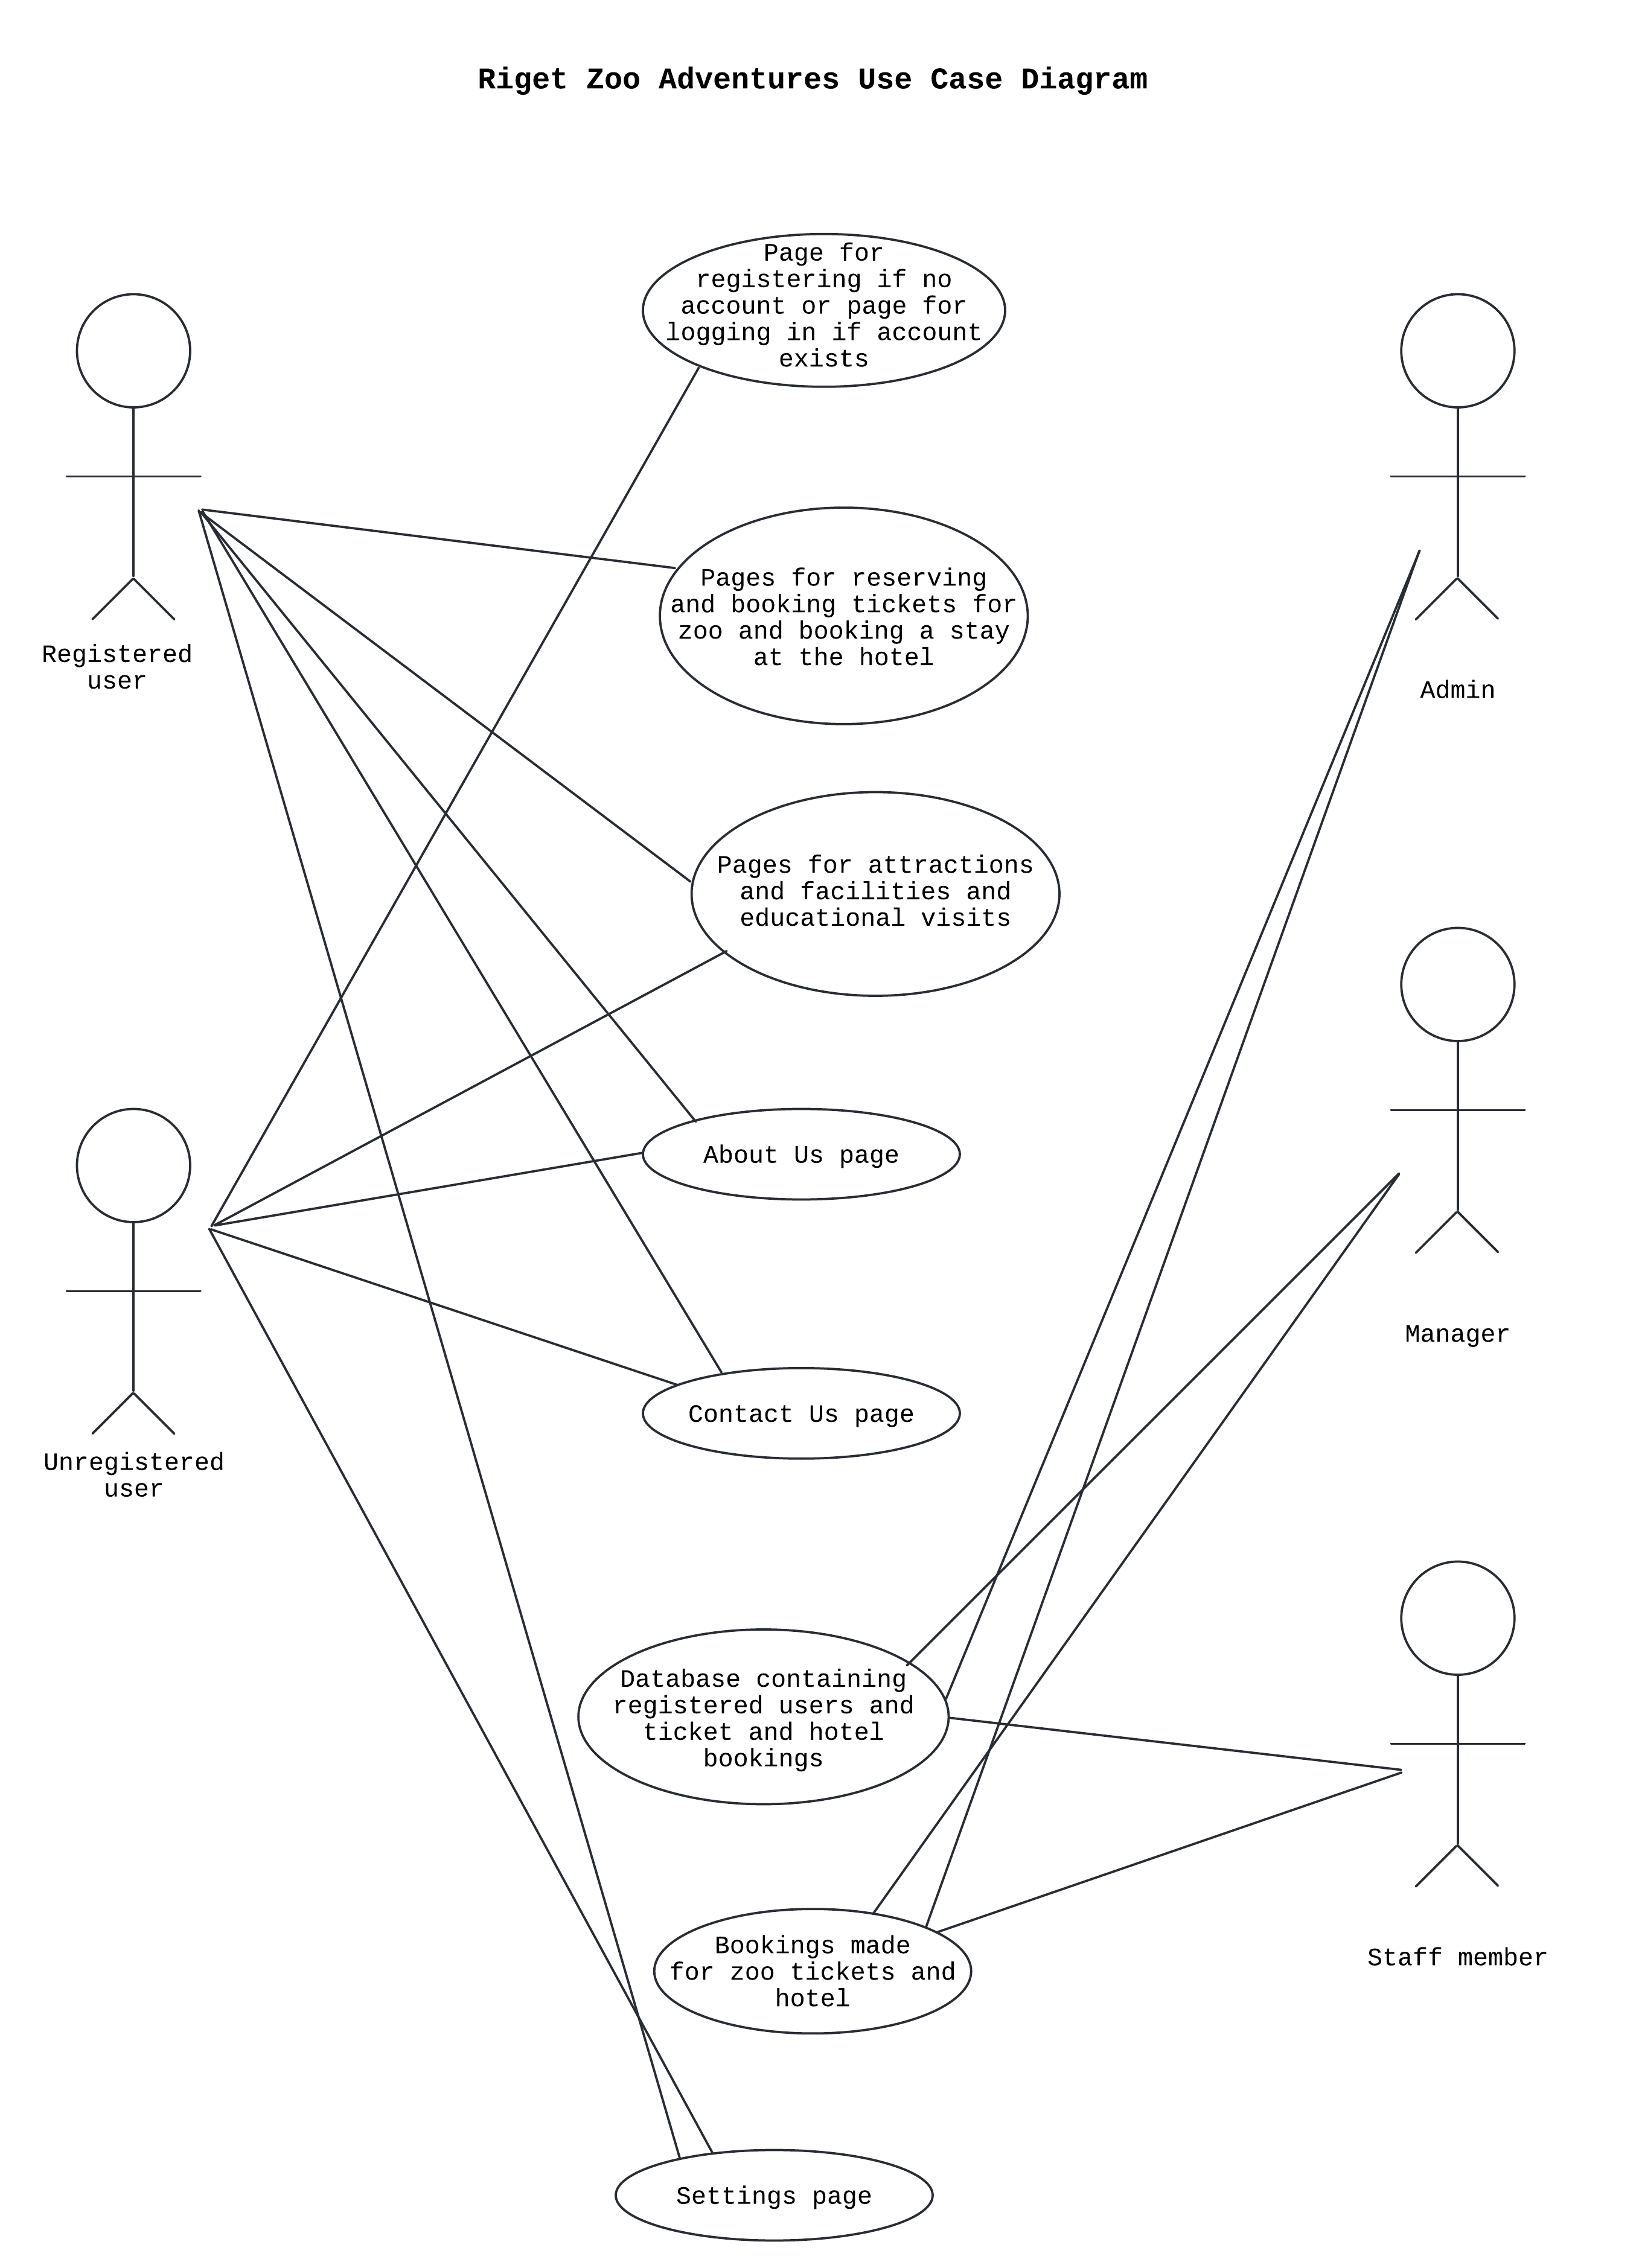 Riget Zoo Adventures Use Case Diagram
Page for
registering if no
account or page for
logging in if account
exists
Registered
user
Pages for reserving
and booking tickets for
zoo and booking a stay
at the hotel
Admin
Pages for attractions
and facilities and
educational visits
About Us page
Manager
Contact Us page
Unregistered
user
Database containing
registered users and
ticket and hotel
bookings
Bookings made
for zoo tickets and
hotel
Staff member
Settings page